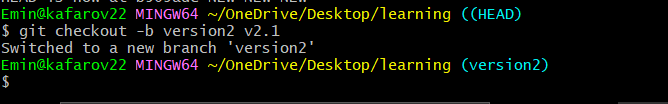 Emin@kafarov22 MINGW64 ~/OneDrive/Desktop/learning ((HEAD)
$ git checkout -b version2 v2.1
Switched to a new branch 'version2'
Emin@kafarov22 MINGW64 ~/OneDrive/Desktop/learning (version2)
$